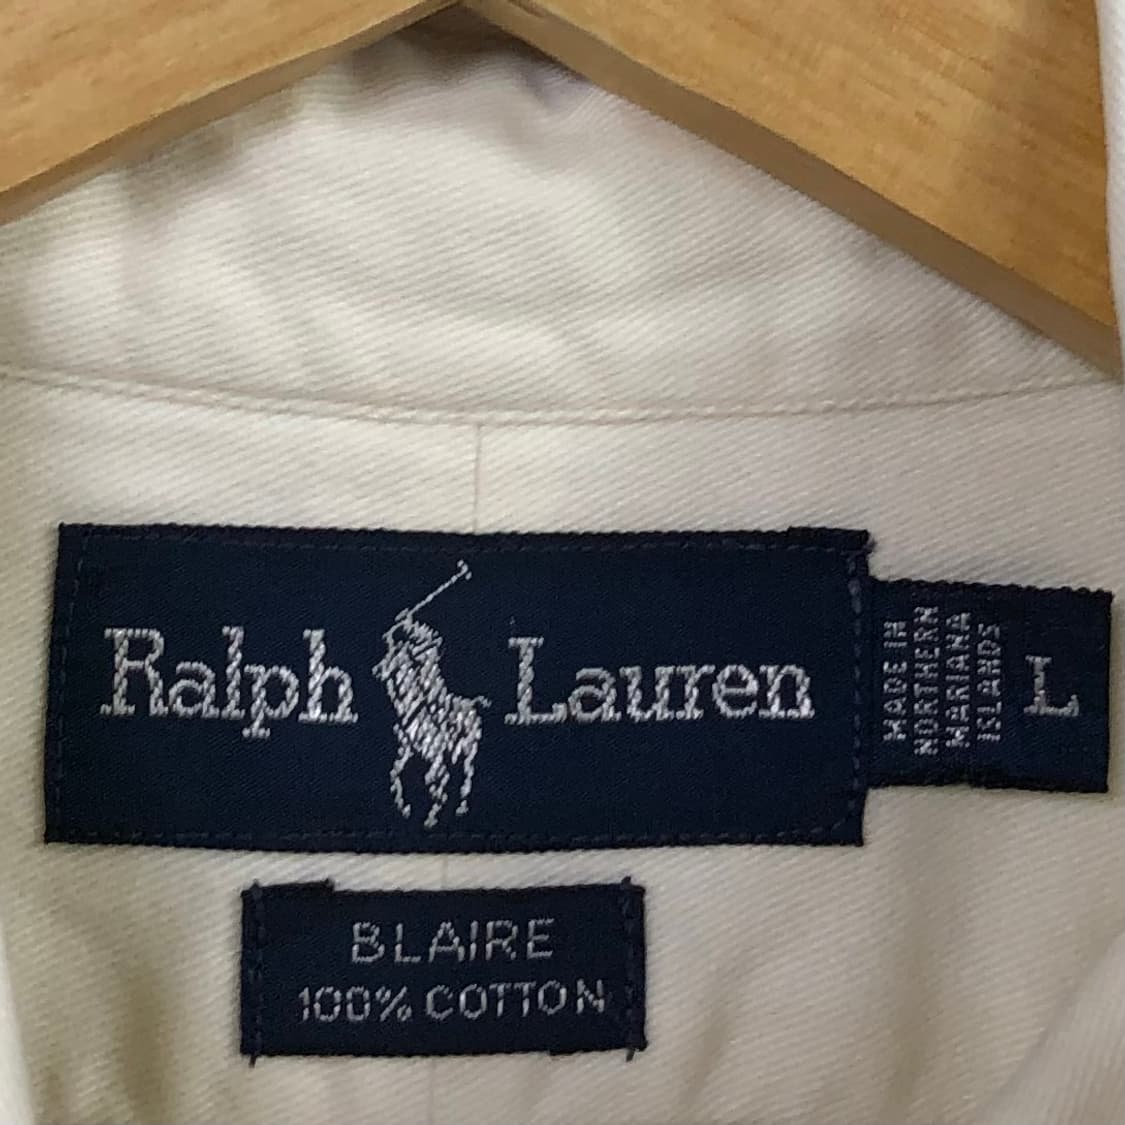 Ralph Lauren
MADE IN
NORTHERN
MARIANA
ISLANDS
L
BLAIRE
100% COTTON